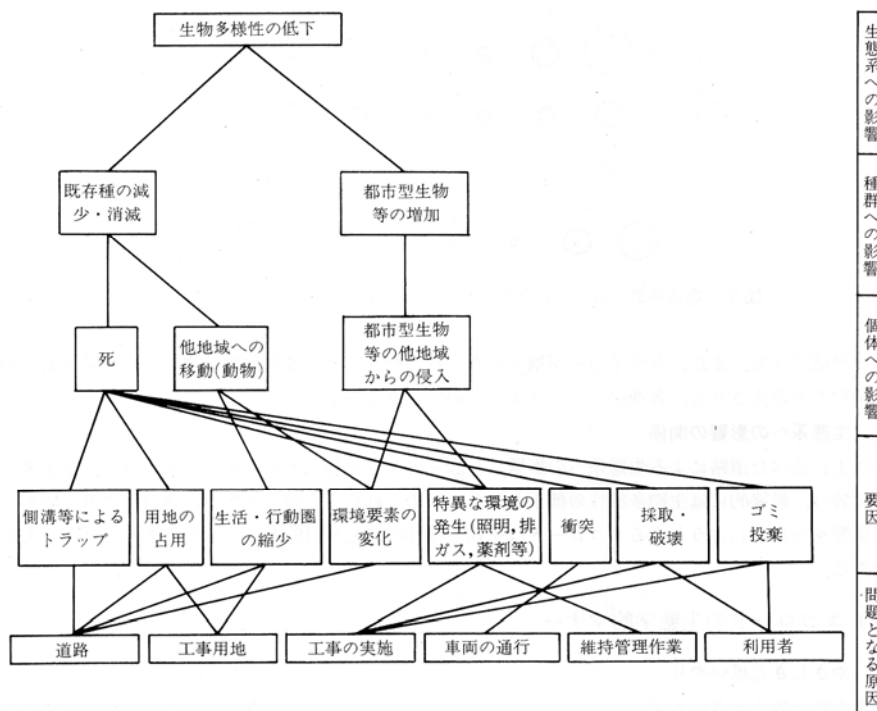 生物多様性の低下
既存種の減
少・消滅
都市型生物
等の増加
死
他地域への
移動(動物)
都市型生物
等の他地域
からの侵入
側溝等による
トラップ
用地の
占用
生活・行動圏
の縮少
環境要素の
変化
特異な環境の
発生(照明,排
ガス,薬剤等)
衝突
採取・
破壊
ゴミ
投棄
道路
工事用地
工事の実施
車両の通行
維持管理作業
利用者
生態系への影響
種群への影響
個体への影響
要因
問題となる原因